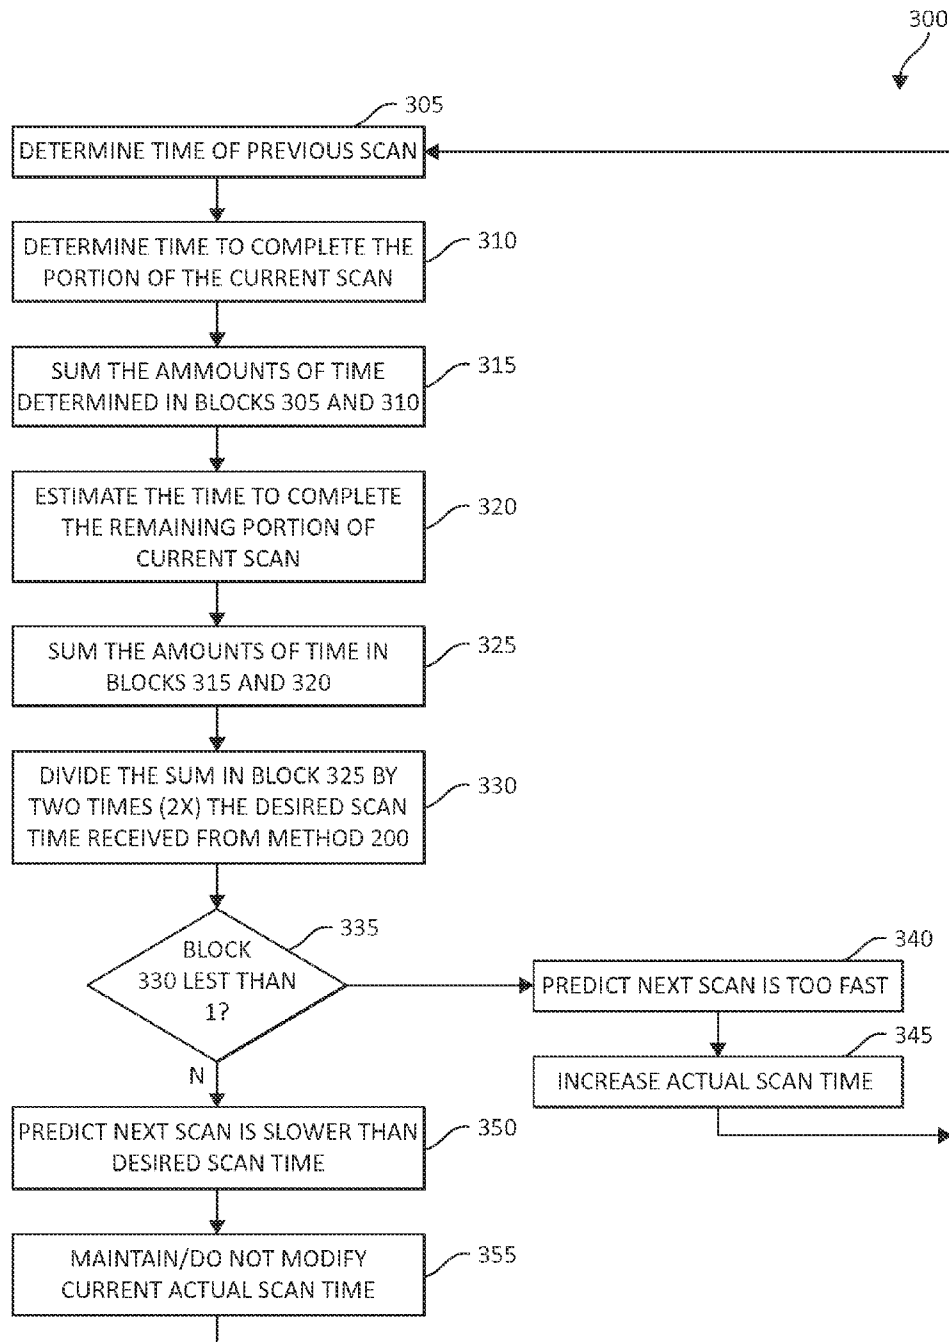 300
305
DETERMINE TIME OF PREVIOUS SCAN
DETERMINE TIME TO COMPLETE THE
PORTION OF THE CURRENT SCAN
310
SUM THE AMMOUNTS OF TIME
DETERMINED IN BLOCKS 305 AND 310
315
ESTIMATE THE TIME TO COMPLETE
THE REMAINING PORTION OF
CURRENT SCAN
320
SUM THE AMOUNTS OF TIME IN
BLOCKS 315 AND 320
325
DIVIDE THE SUM IN BLOCK 325 BY
TWO TIMES (2X) THE DESIRED SCAN
TIME RECEIVED FROM METHOD 200
330
BLOCK
330 LEST THAN
1?
335
340
PREDICT NEXT SCAN IS TOO FAST
345
INCREASE ACTUAL SCAN TIME
N
PREDICT NEXT SCAN IS SLOWER THAN
DESIRED SCAN TIME
350
MAINTAIN/DO NOT MODIFY
CURRENT ACTUAL SCAN TIME
355